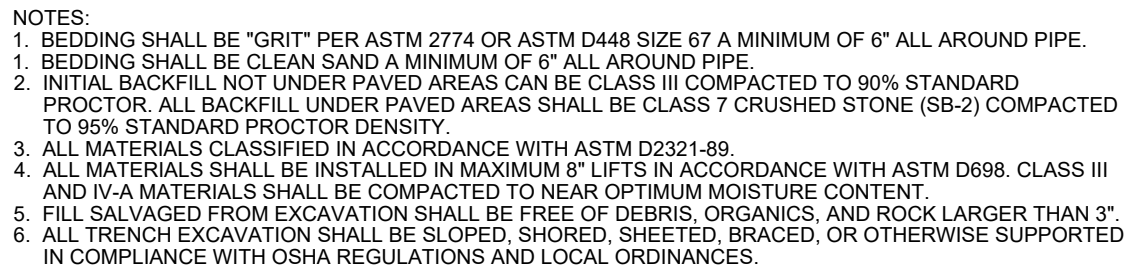 NOTES:
1. BEDDING SHALL BE "GRIT" PER ASTM 2774 OR ASTM D448 SIZE 67 A MINIMUM OF 6" ALL AROUND PIPE.
1. BEDDING SHALL BE CLEAN SAND A MINIMUM OF 6" ALL AROUND PIPE.
2. INITIAL BACKFILL NOT UNDER PAVED AREAS CAN BE CLASS III COMPACTED TO 90% STANDARD
PROCTOR. ALL BACKFILL UNDER PAVED AREAS SHALL BE CLASS 7 CRUSHED STONE (SB-2) COMPACTED
TO 95% STANDARD PROCTOR DENSITY.
3. ALL MATERIALS CLASSIFIED IN ACCORDANCE WITH ASTM D2321-89.
4. ALL MATERIALS SHALL BE INSTALLED IN MAXIMUM 8" LIFTS IN ACCORDANCE WITH ASTM D698. CLASS III
AND IV-A MATERIALS SHALL BE COMPACTED TO NEAR OPTIMUM MOISTURE CONTENT.
5. FILL SALVAGED FROM EXCAVATION SHALL BE FREE OF DEBRIS, ORGANICS, AND ROCK LARGER THAN 3".
6. ALL TRENCH EXCAVATION SHALL BE SLOPED, SHORED, SHEETED, BRACED, OR OTHERWISE SUPPORTED
IN COMPLIANCE WITH OSHA REGULATIONS AND LOCAL ORDINANCES.